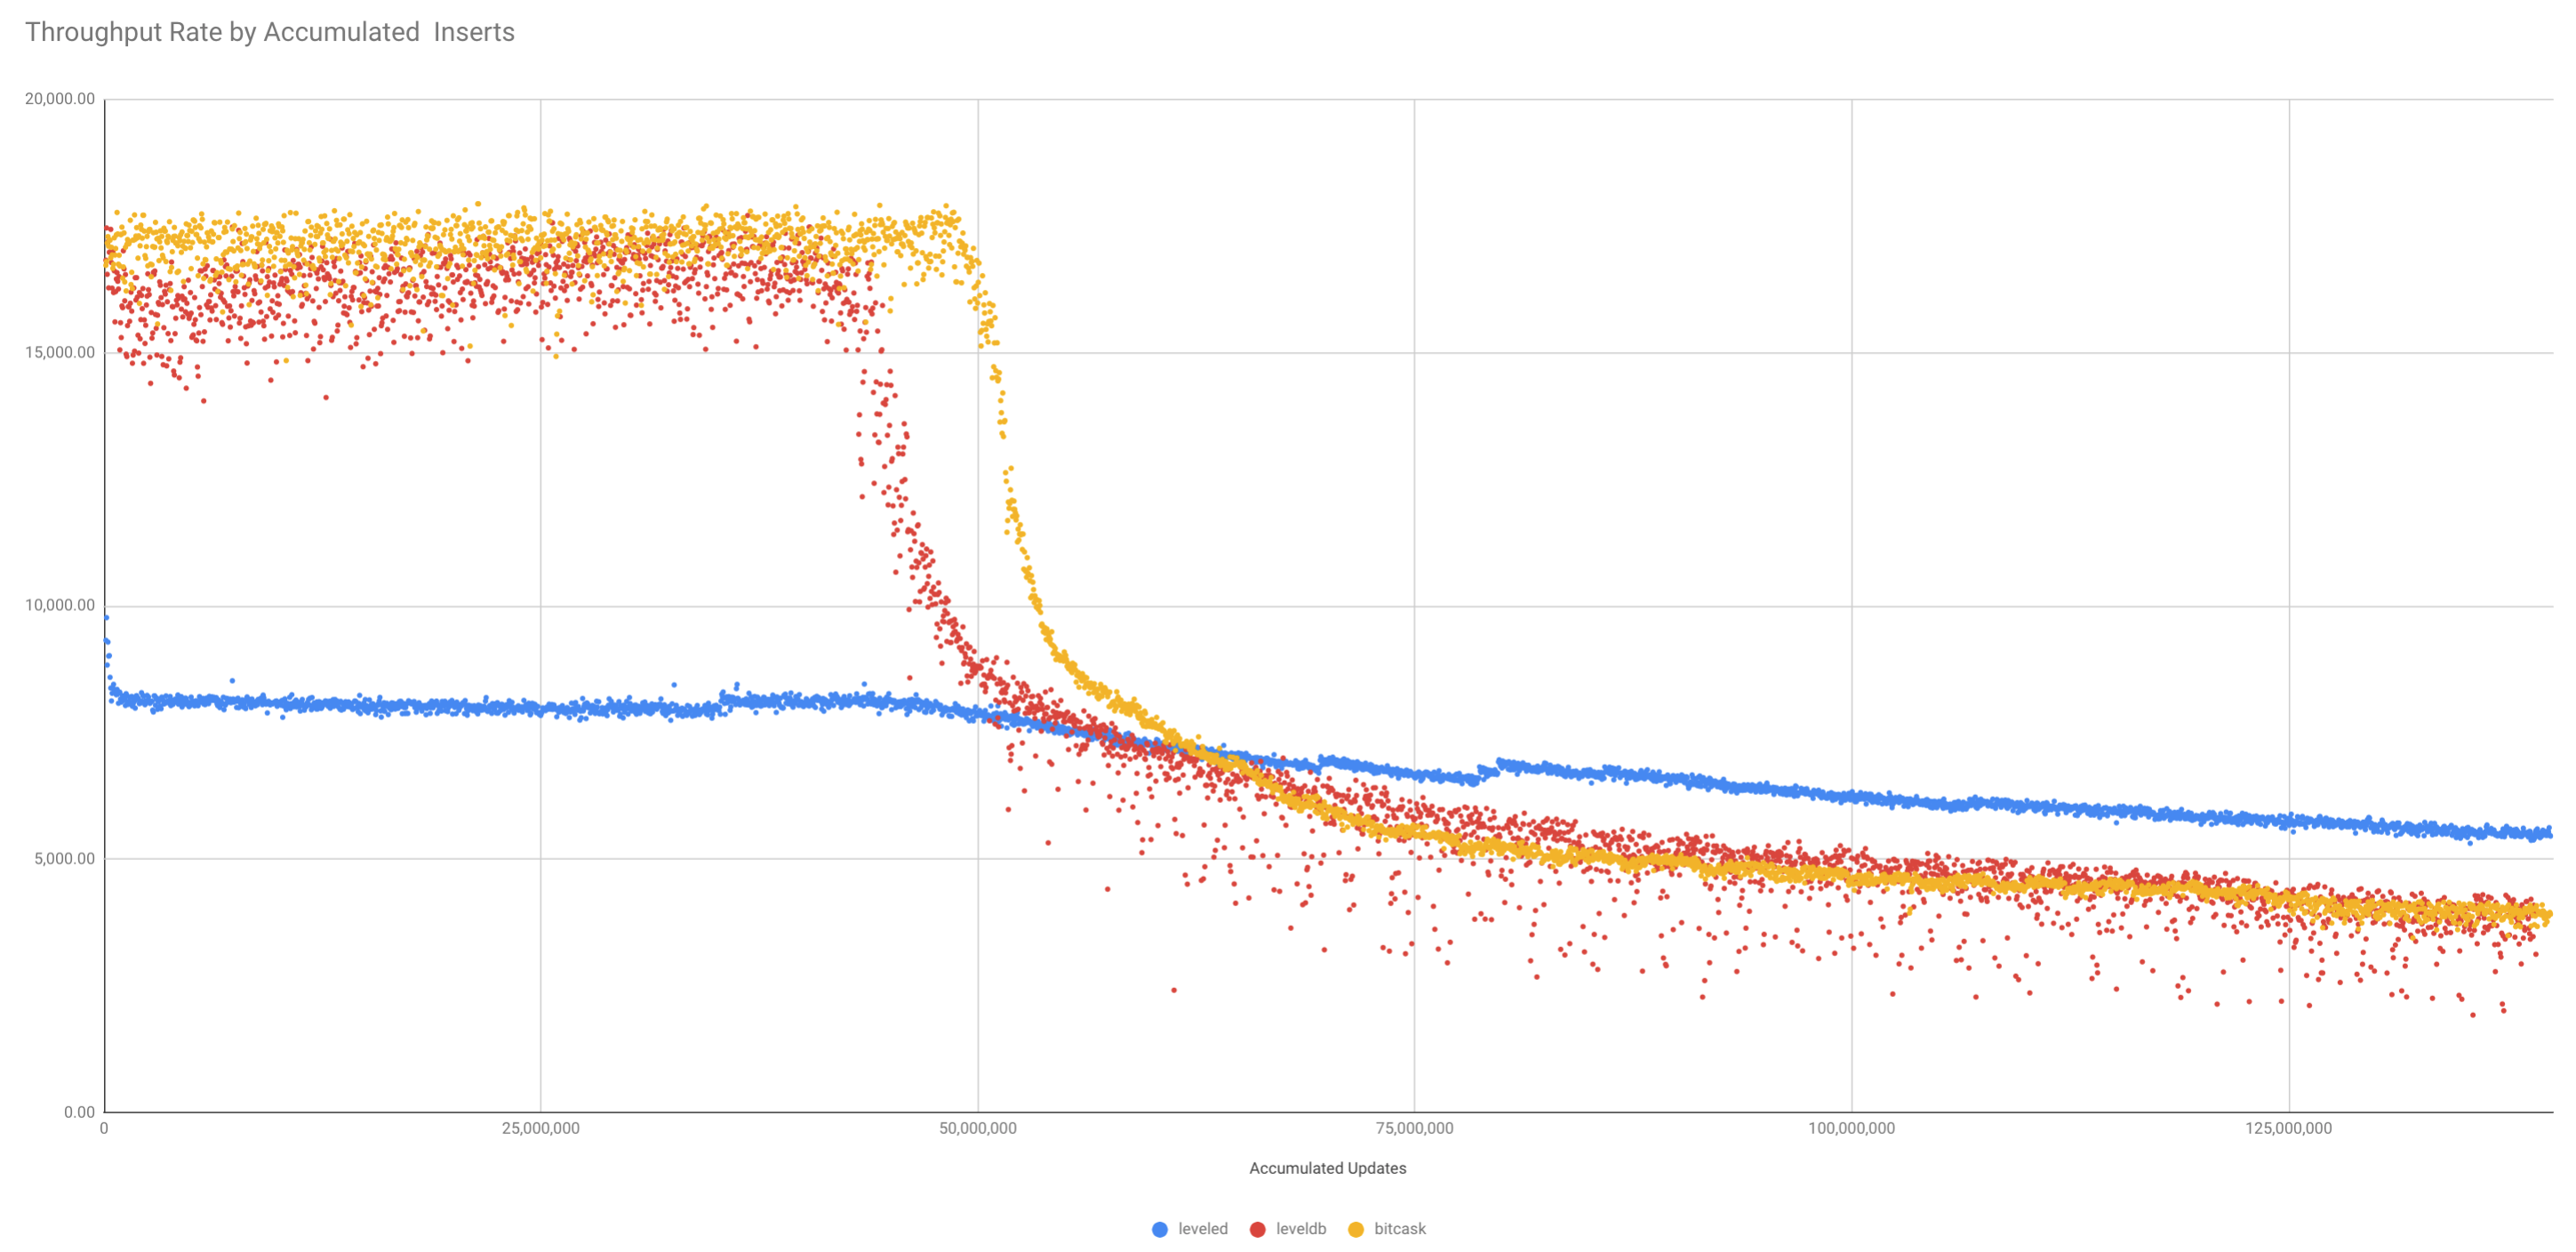 Throughput Rate by Accumulated  Inserts
20,000.00
15,000.00
10,000.00
5,000.00
0.00
0 25,000,000 50,000,000 75,000,000 100,000,000 125,000,000
Accumulated Updates
leveled leveldb bitcask